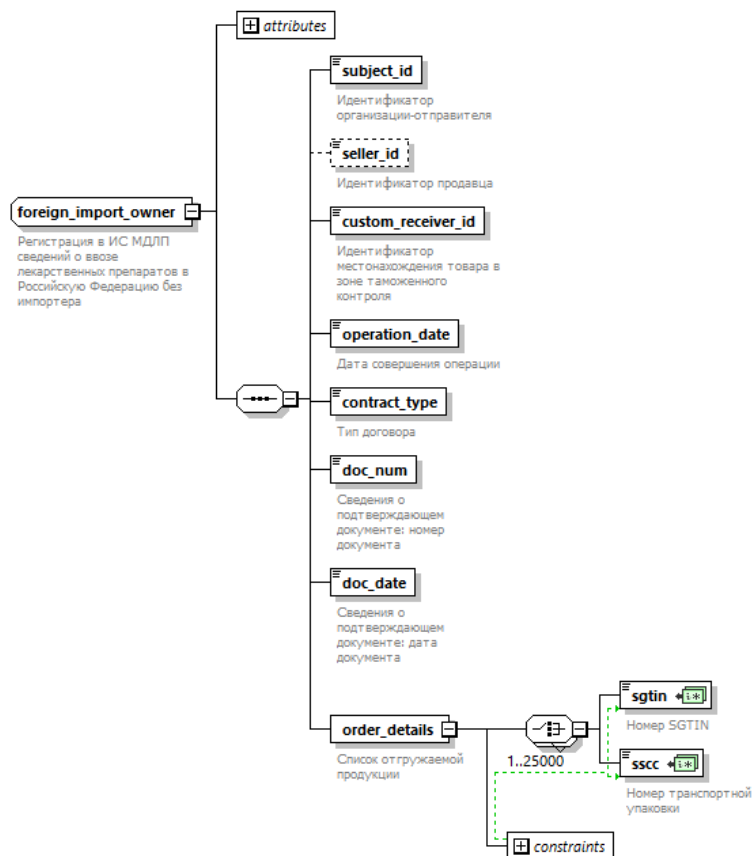 attributes
subject_id
Идентификатор
организации-отправителя
seller_id
Идентификатор продавца
foreign_import_owner
Регистрация в ИС МДЛП
сведений о ввозе
лекарственных препаратов в
Российскую Федерацию без
импортера
custom_receiver_id
Идентификатор
местонахождения товара в
зоне таможенного
контроля
operation_date
Дата совершения операции
contract_type
Тип договора
doc_num
Сведения о
подтверждающем
документе: номер
документа
doc_date
Сведения о
подтверждающем
документе: дата
документа
order_details
Список отгружаемой
продукции
1..25000
sgtin
Номер SGTIN
sscc
Номер транспортной
упаковки
constraints